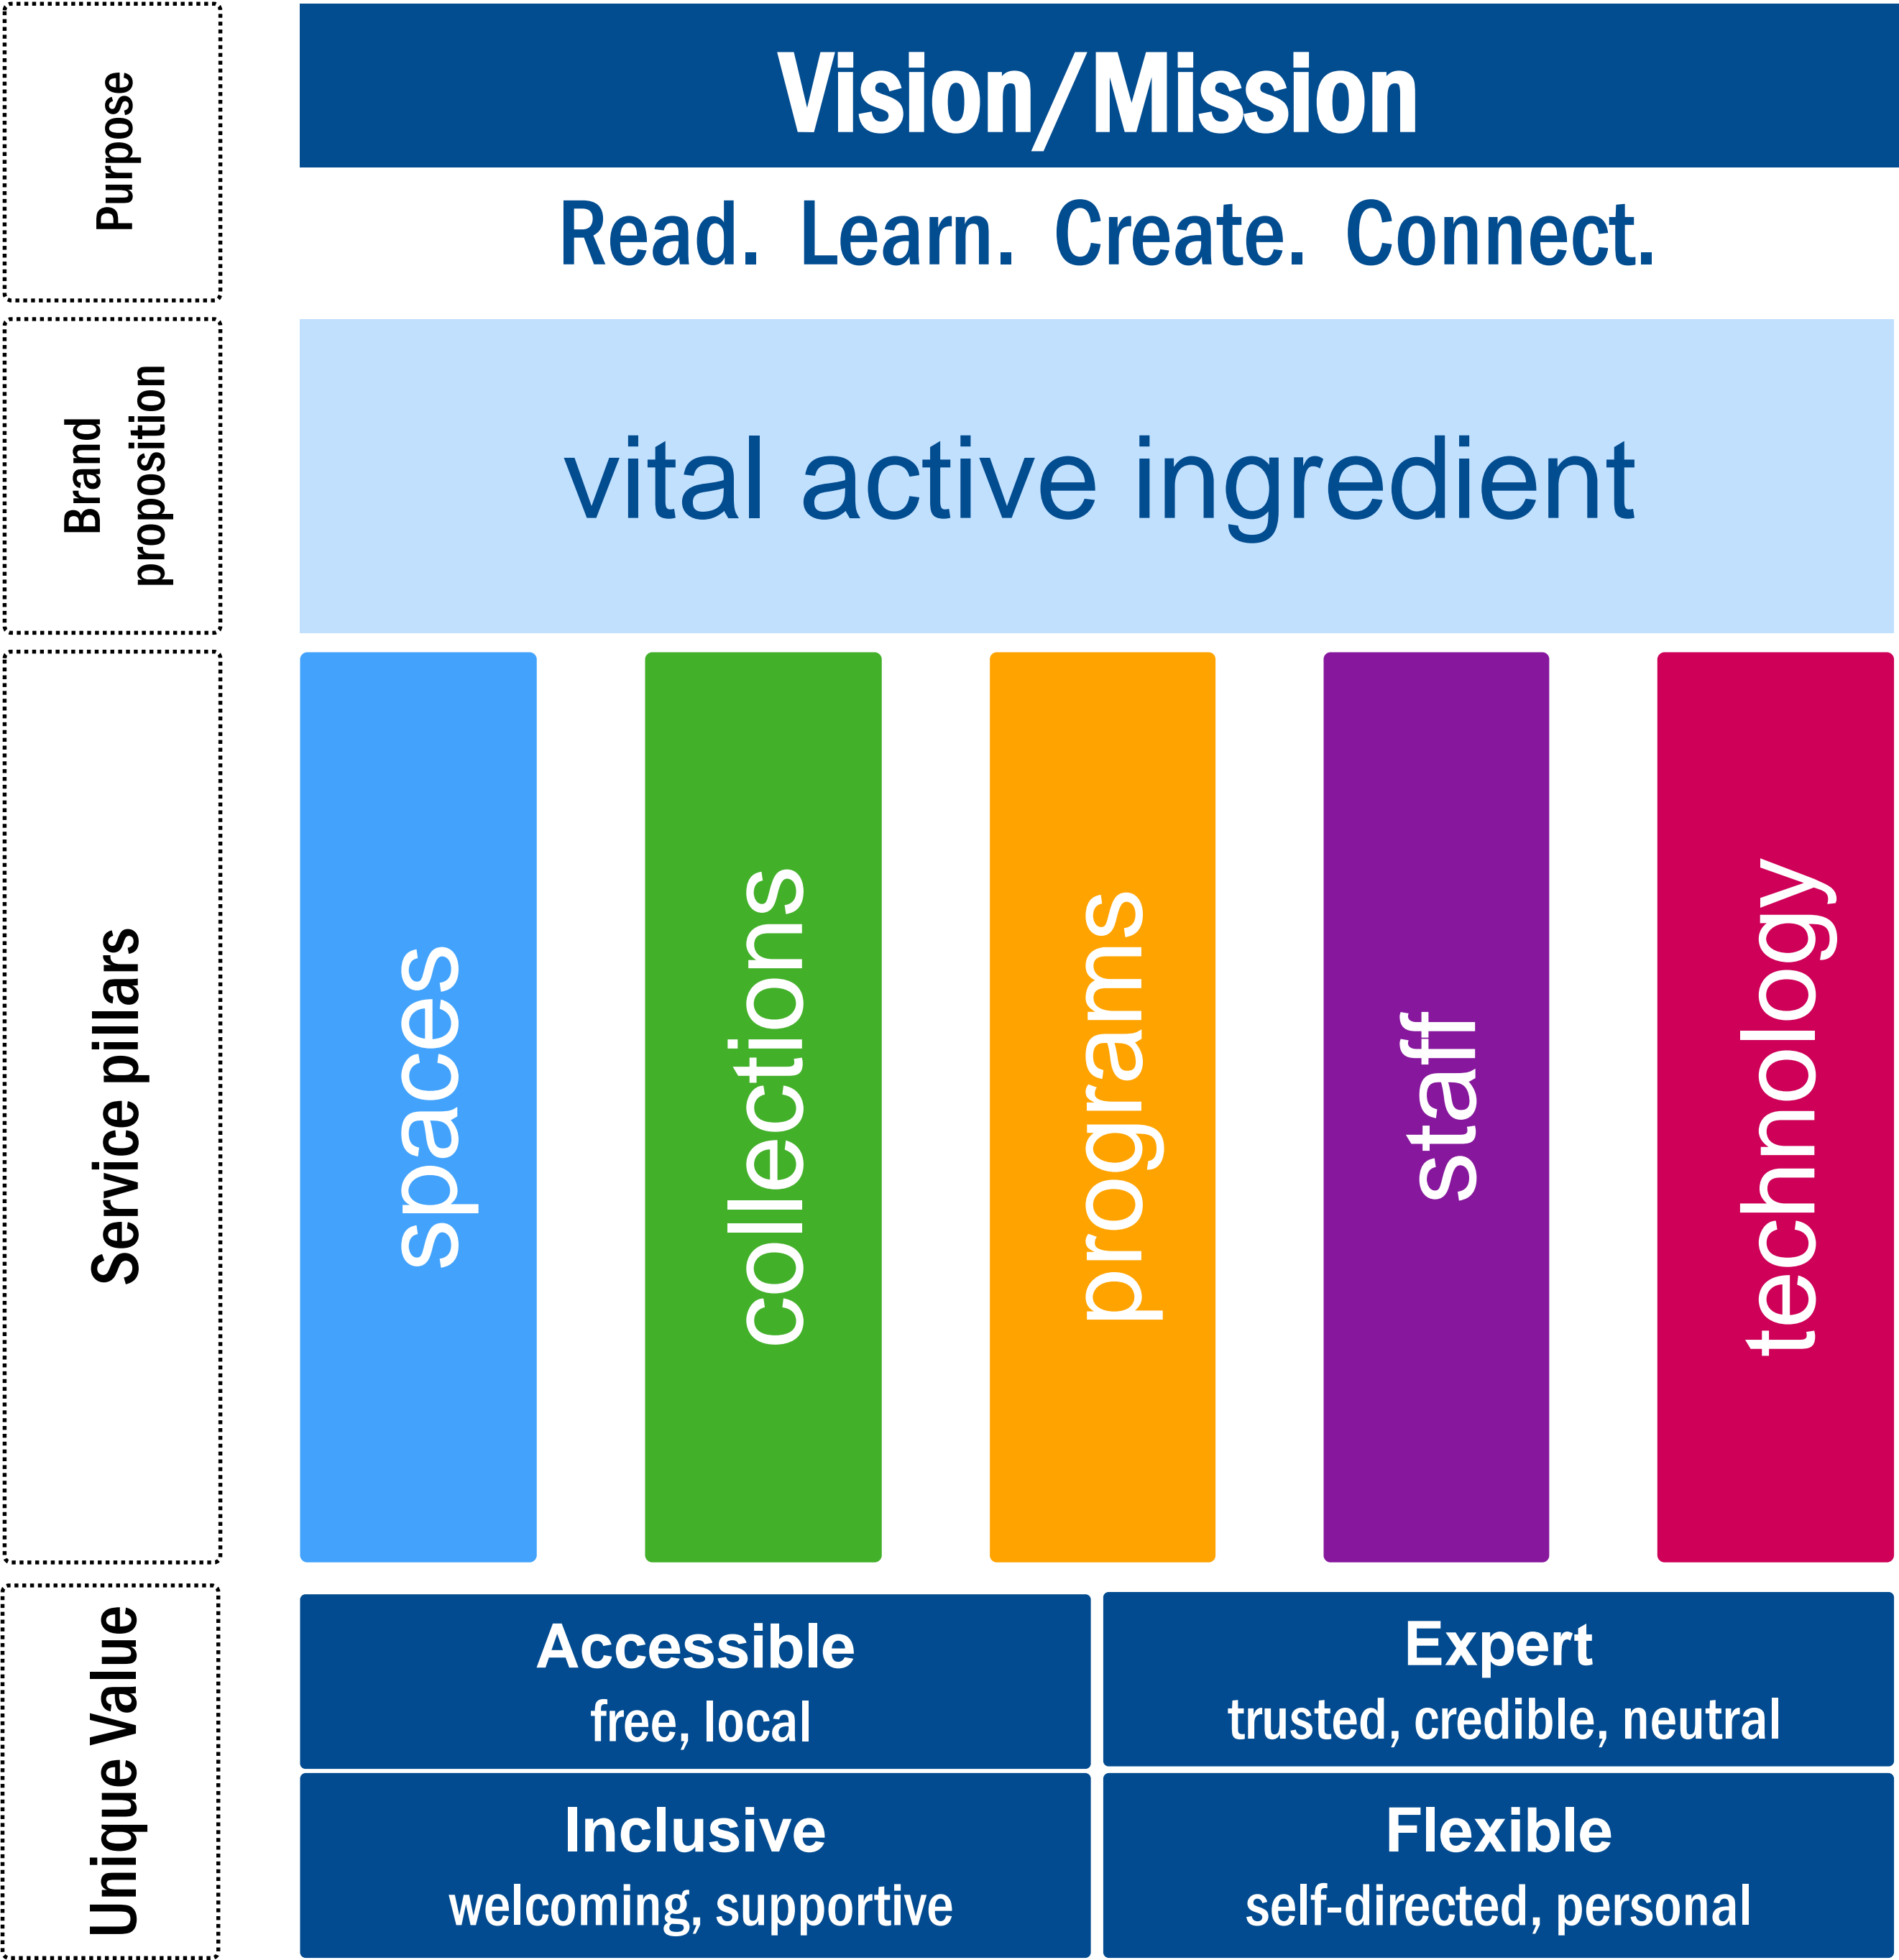 Purpose
Vision/Mission
Read. Learn. Create. Connect.
Brand
proposition
vital active ingredient
Service pillars
spaces
collections
programs
staff
technology
Unique Value
Accessible
free, local
Expert
trusted, credible, neutral
Inclusive
welcoming, supportive
Flexible
self-directed, personal